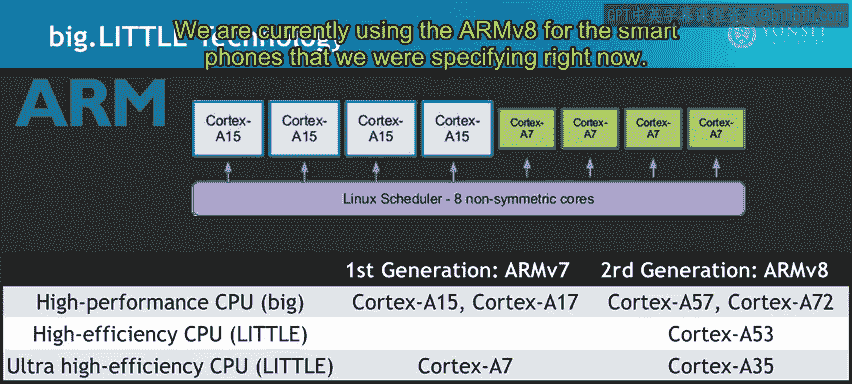 We are currently using the ARMv8 for the smart
phones that we were specifying right now.
big.LITTLE Technology
YONSEI
ARM
Cortex-A15
Cortex-A15
Cortex-A15
Cortex-A15
Cortex-A7
Cortex-A7
Cortex-A7
Cortex-A7
Linux Scheduler - 8 non-symmetric cores
1st Generation: ARMv7 2rd Generation: ARMv8
High-performance CPU (big) Cortex-A15, Cortex-A17 Cortex-A57, Cortex-A72
High-efficiency CPU (LITTLE) Cortex-A53
Ultra high-efficiency CPU (LITTLE) Cortex-A7 Cortex-A35